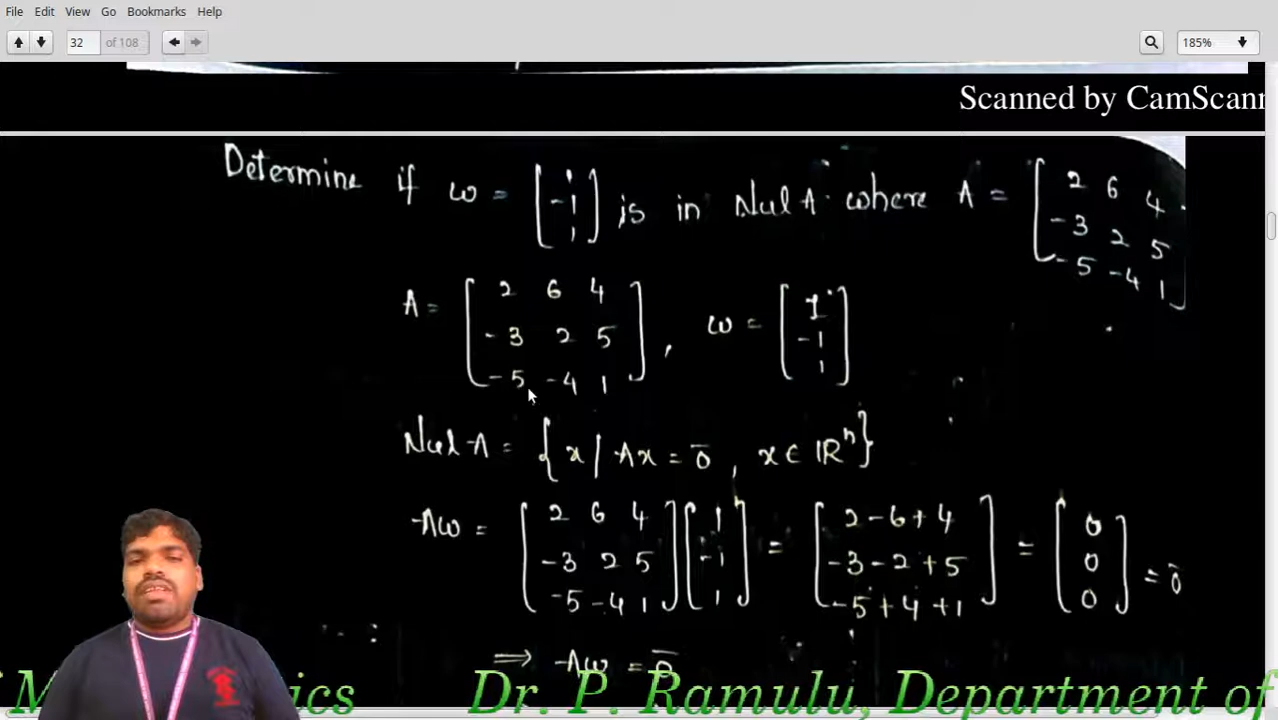 File Edit View Go Bookmarks Help
32 of 108 185%
Scanned by CamScann
Determine if ω = [1 -1 1] is in Nul A where A = [2 6 4; -3 2 5; -5 -4 1]
A = [2 6 4; -3 2 5; -5 -4 1], ω = [1 -1 1]
Nul A = {x / Ax = 0̄, x ∈ ℝⁿ}
Aω = [2 6 4; -3 2 5; -5 -4 1] [1 -1 1] = [2-6+4; -3-2+5; -5+4+1] = [0 0 0] = 0̄
⟹ Aω = 0̄
Dr. P. Ramulu, Department of